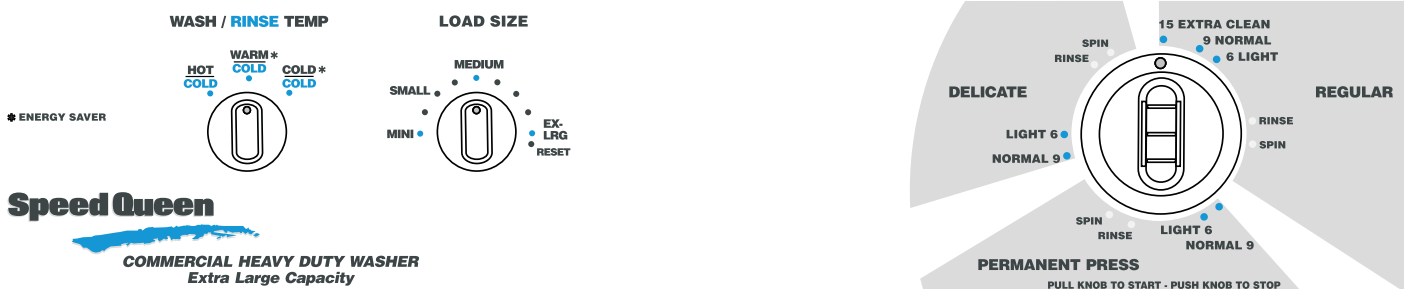 WASH / RINSE TEMP
HOT
COLD
WARM*
COLD
COLD*
COLD
* ENERGY SAVER
LOAD SIZE
MINI
SMALL
MEDIUM
EX-
LRG
RESET
Speed Queen
COMMERCIAL HEAVY DUTY WASHER
Extra Large Capacity
15 EXTRA CLEAN
9 NORMAL
6 LIGHT
REGULAR
RINSE
SPIN
SPIN
RINSE
DELICATE
LIGHT 6
NORMAL 9
SPIN
RINSE
LIGHT 6
NORMAL 9
PERMANENT PRESS
PULL KNOB TO START - PUSH KNOB TO STOP